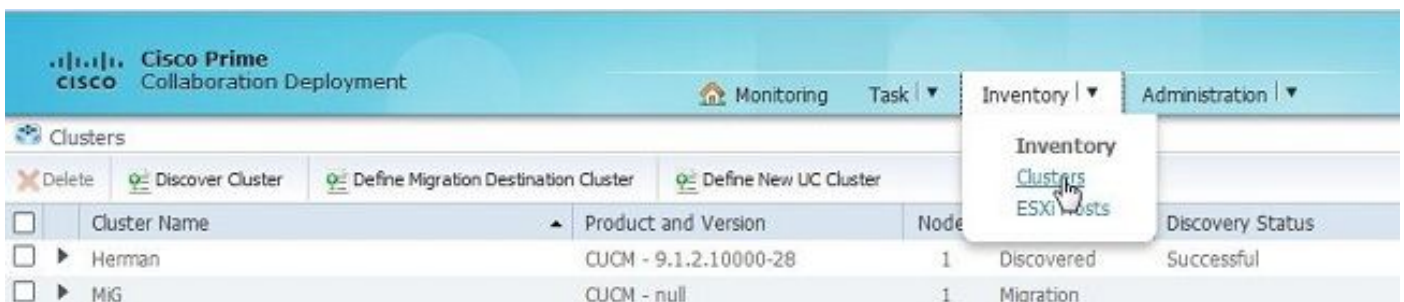 CISCO
Cisco Prime
Collaboration Deployment
Monitoring Task Inventory Administration
Clusters
Inventory
Clusters
ESXi Hosts
Delete Discover Cluster Define Migration Destination Cluster Define New UC Cluster
Cluster Name Product and Version Node Discovery Status
Herman CUCM - 9.1.2.10000-28 1 Discovered Successful
MiG CUCM - null 1 Migration